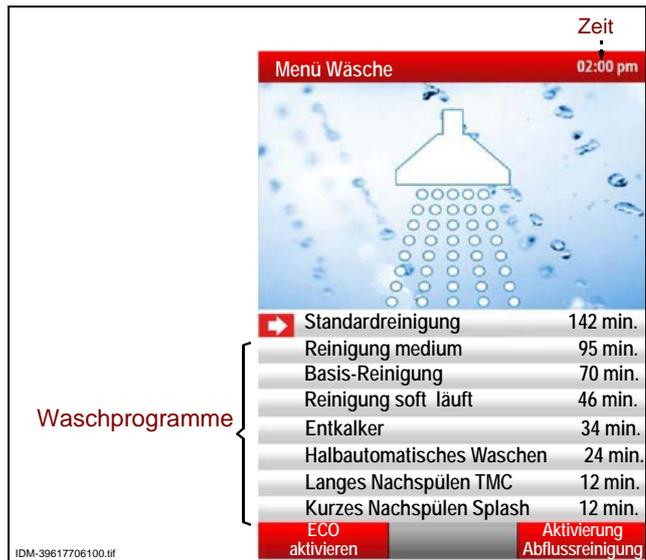 Zeit
Menü Wäsche 02:00 pm
Standardreinigung 142 min.
Reinigung medium 95 min.
Basis-Reinigung 70 min.
Reinigung soft läuft 46 min.
Waschprogramme
Entkalker 34 min.
Halbautomatisches Waschen 24 min.
Langes Nachspülen TMC 12 min.
Kurzes Nachspülen Splash 12 min.
ECO
aktivieren
Aktivierung
Abflussreinigung
IDM-39617706100.tif